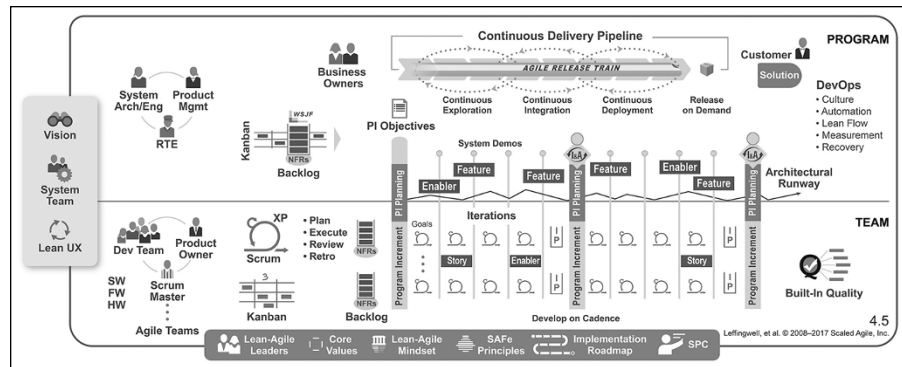 Vision
System
Team
Lean UX
System
Arch/Eng
Product
Mgmt
RTE
Kanban
WSJF
NFRs
Backlog
Business
Owners
Continuous Delivery Pipeline
AGILE RELEASE TRAIN
Continuous
Exploration
Continuous
Integration
Continuous
Deployment
Release
on Demand
Customer
Solution
PROGRAM
DevOps
• Culture
• Automation
• Lean Flow
• Measurement
• Recovery
PI Objectives
System Demos
PI Planning
Enabler
Feature
Feature
I&A
PI Planning
Feature
Enabler
Feature
I&A
PI Planning
Architectural
Runway
Dev Team
Product
Owner
Scrum
Master
SW
FW
HW
Agile Teams
XP
Scrum
• Plan
• Execute
• Review
• Retro
3
Kanban
NFRs
NFRs
Backlog
Program Increment
Goals
Iterations
Story
Enabler
I P
I P
Program Increment
Story
I P
I P
Program Increment
Develop on Cadence
TEAM
Built-In Quality
4.5
Leffingwell, et al. © 2008–2017 Scaled Agile, Inc.
Lean-Agile
Leaders
Core
Values
Lean-Agile
Mindset
SAFe
Principles
Implementation
Roadmap
SPC